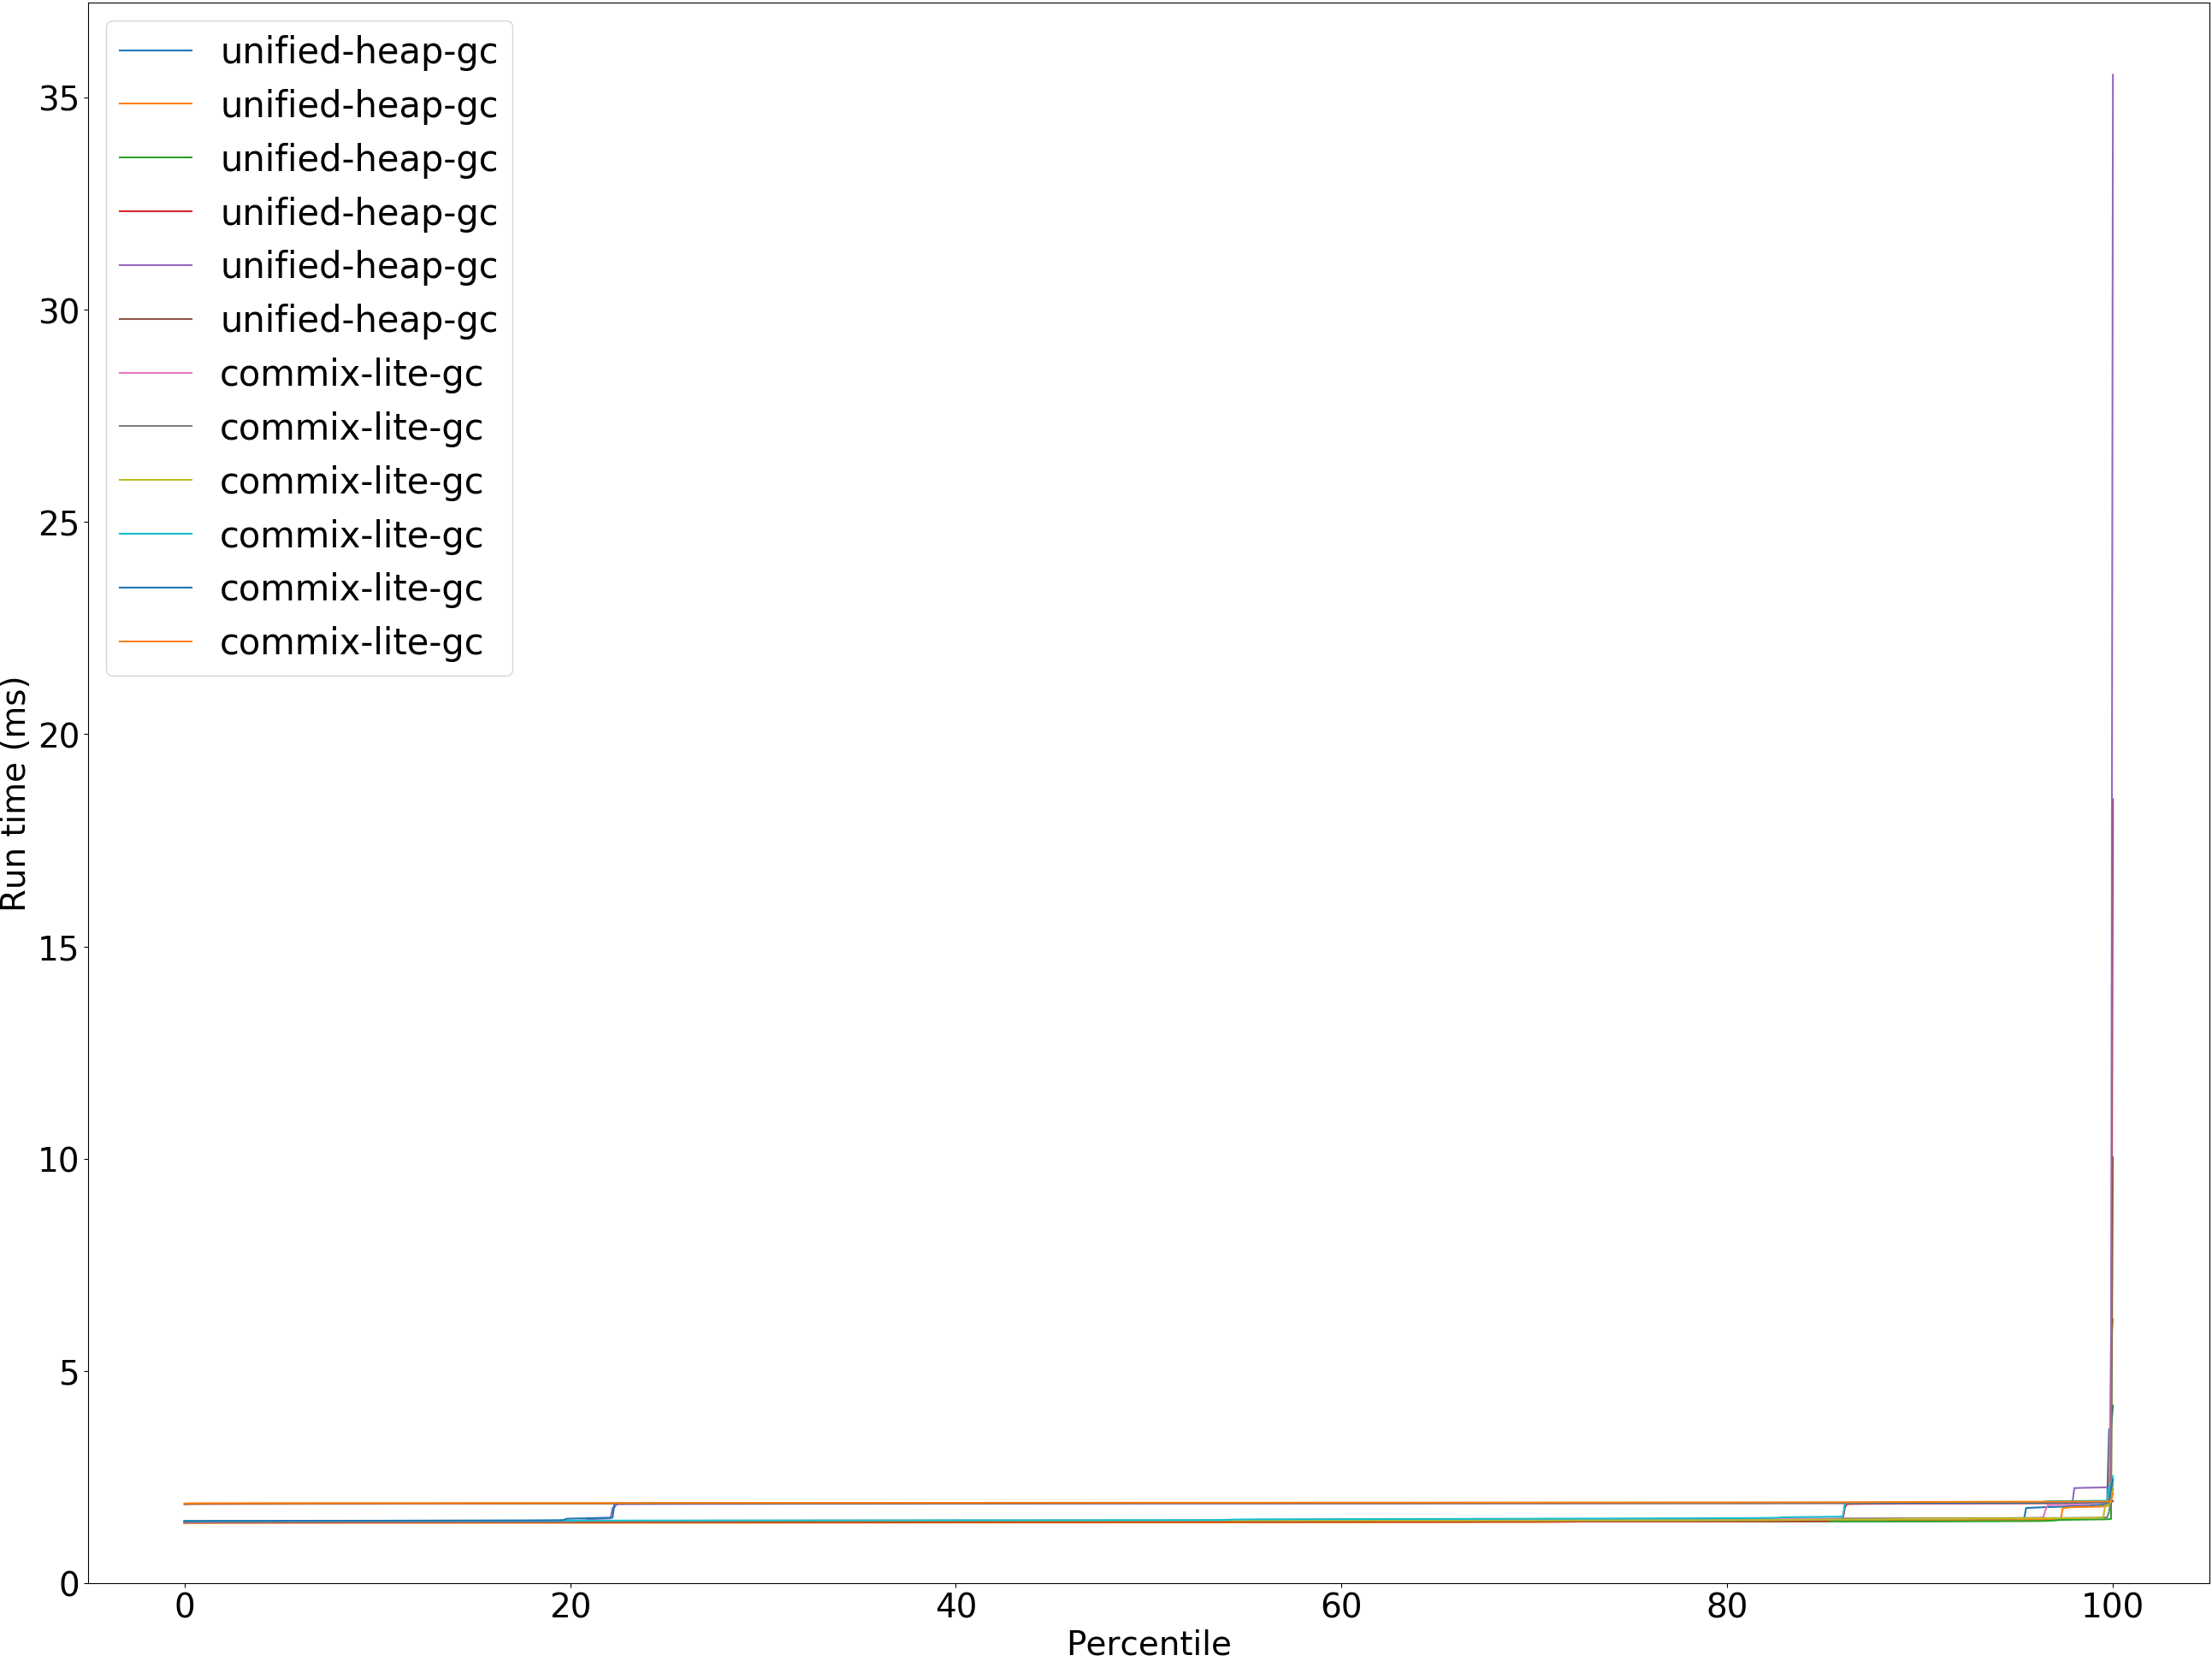 unified-heap-gc
unified-heap-gc
unified-heap-gc
unified-heap-gc
unified-heap-gc
unified-heap-gc
commix-lite-gc
commix-lite-gc
commix-lite-gc
commix-lite-gc
commix-lite-gc
commix-lite-gc
35
30
25
20
15
10
5
0
Run time (ms)
0 20 40 60 80 100
Percentile